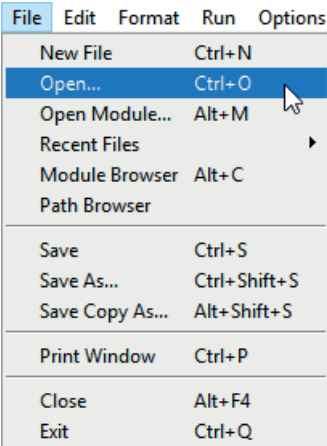 File Edit Format Run Options
New File Ctrl+N
Open... Ctrl+O
Open Module... Alt+M
Recent Files
Module Browser Alt+C
Path Browser
Save Ctrl+S
Save As... Ctrl+Shift+S
Save Copy As... Alt+Shift+S
Print Window Ctrl+P
Close Alt+F4
Exit Ctrl+Q